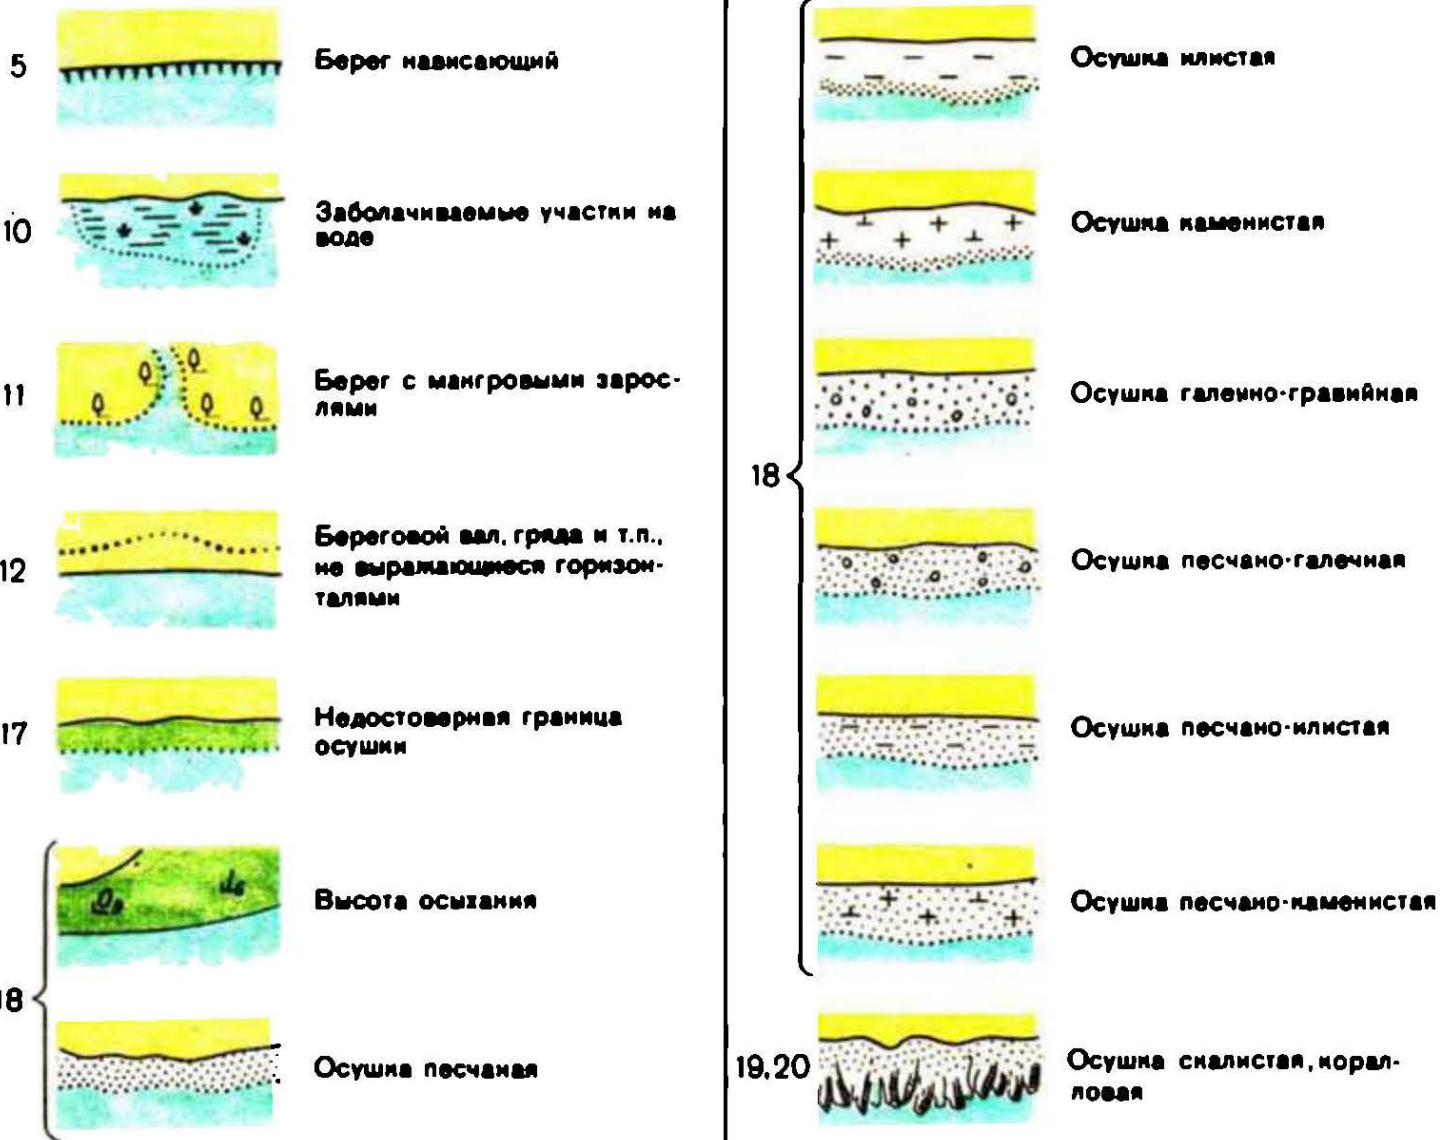 5
Берег нависающий
10
Заболачиваемые участки на
воде
11
Берег с мангровыми зарос-
лями
12
Береговой вал, гряда и т.п.,
не выражающиеся горизон-
талями
17
Недостоверная граница
осушки
18
Высота осыхания
Осушка песчаная
18
Осушка илистая
Осушка каменистая
Осушка галечно-гравийная
Осушка песчано-галечная
Осушка песчано-илистая
Осушка песчано-каменистая
19,20
Осушка скалистая, корал-
ловая